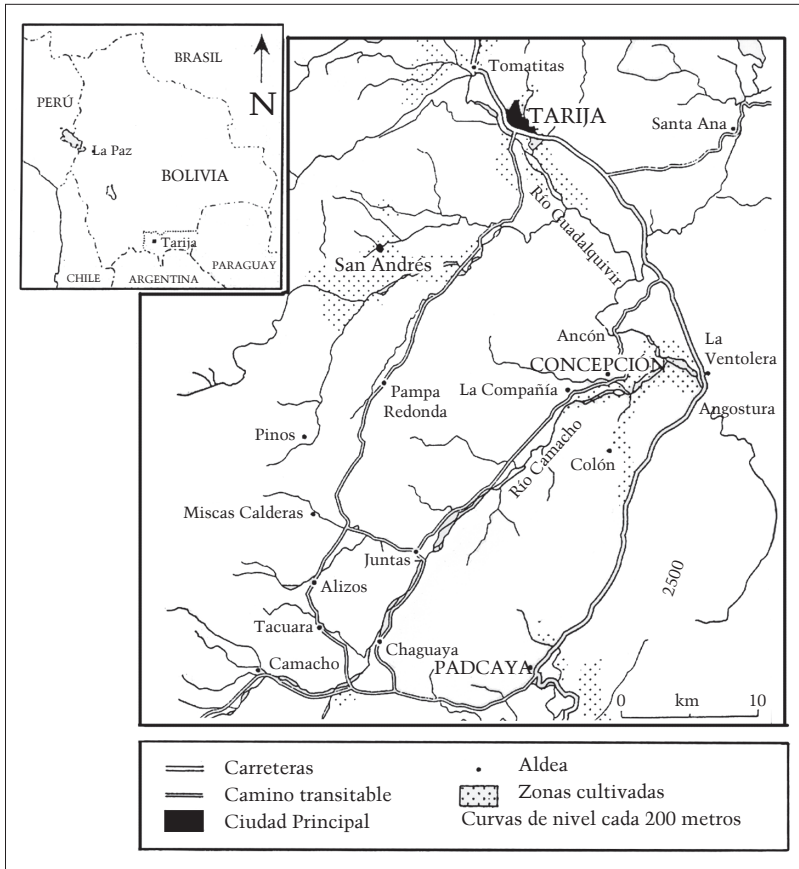 BRASIL
PERÚ
N
La Paz
BOLIVIA
Tarija
PARAGUAY
CHILE
ARGENTINA
Tomatitas
TARIJA
Santa Ana
Río Guadalquivir
San Andrés
Ancón
La
Ventolera
CONCEPCIÓN
Pampa
Redonda
La Compañía
Angostura
Pinos
Río Camacho
Colón
Miscas Calderas
Juntas
2500
Alizos
Tacuara
Chaguaya
Camacho
PADCAYA
0 km 10
Carreteras
Camino transitable
Ciudad Principal
Aldea
Zonas cultivadas
Curvas de nivel cada 200 metros